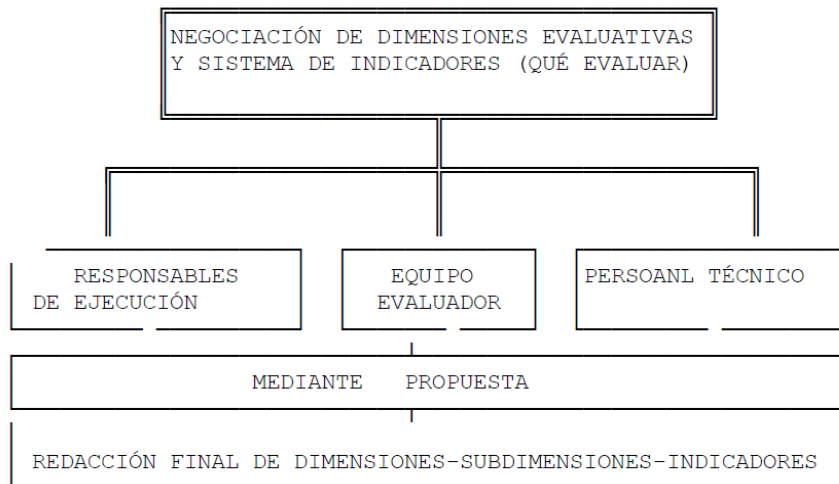 NEGOCIACIÓN DE DIMENSIONES EVALUATIVAS
Y SISTEMA DE INDICADORES (QUÉ EVALUAR)
RESPONSABLES
DE EJECUCIÓN
EQUIPO
EVALUADOR
PERSOANL TÉCNICO
MEDIANTE PROPUESTA
REDACCIÓN FINAL DE DIMENSIONES-SUBDIMENSIONES-INDICADORES